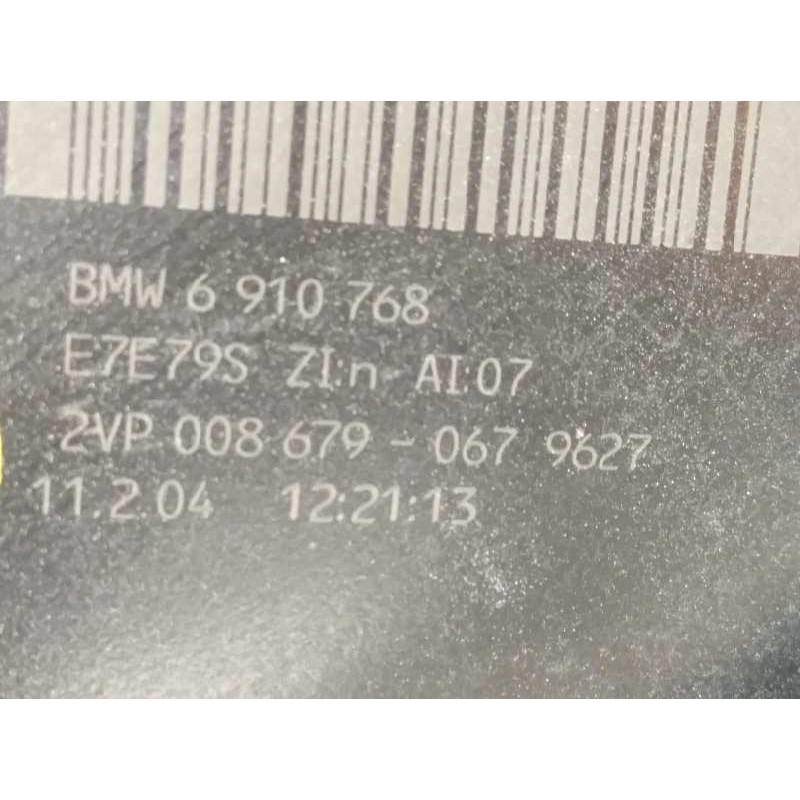 BMW 6 910 768
E7E79S ZI:n AI:07
2VP 008 679-067 9627
11.2.04 12:21:13